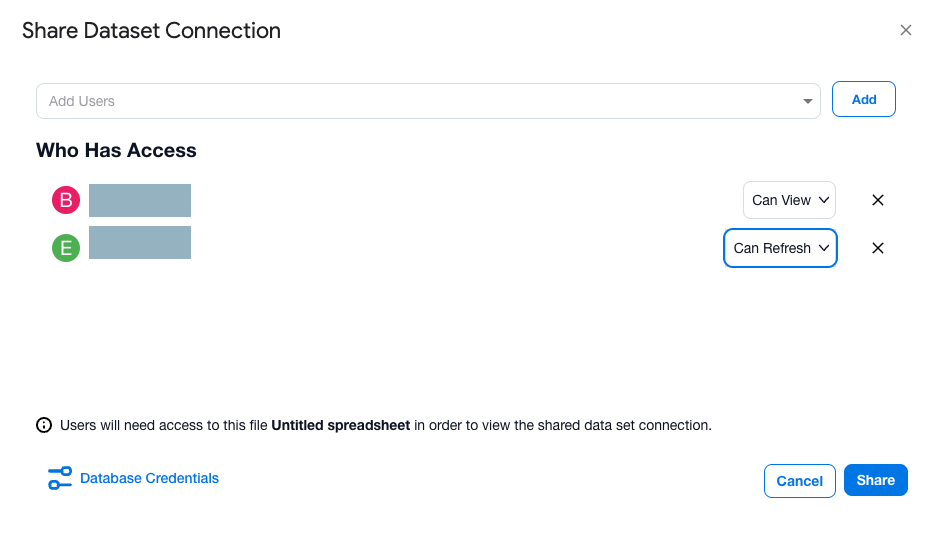 Share Dataset Connection
Add Users
Add
Who Has Access
B
Can View
E
Can Refresh
Users will need access to this file Untitled spreadsheet in order to view the shared data set connection.
Database Credentials
Cancel
Share